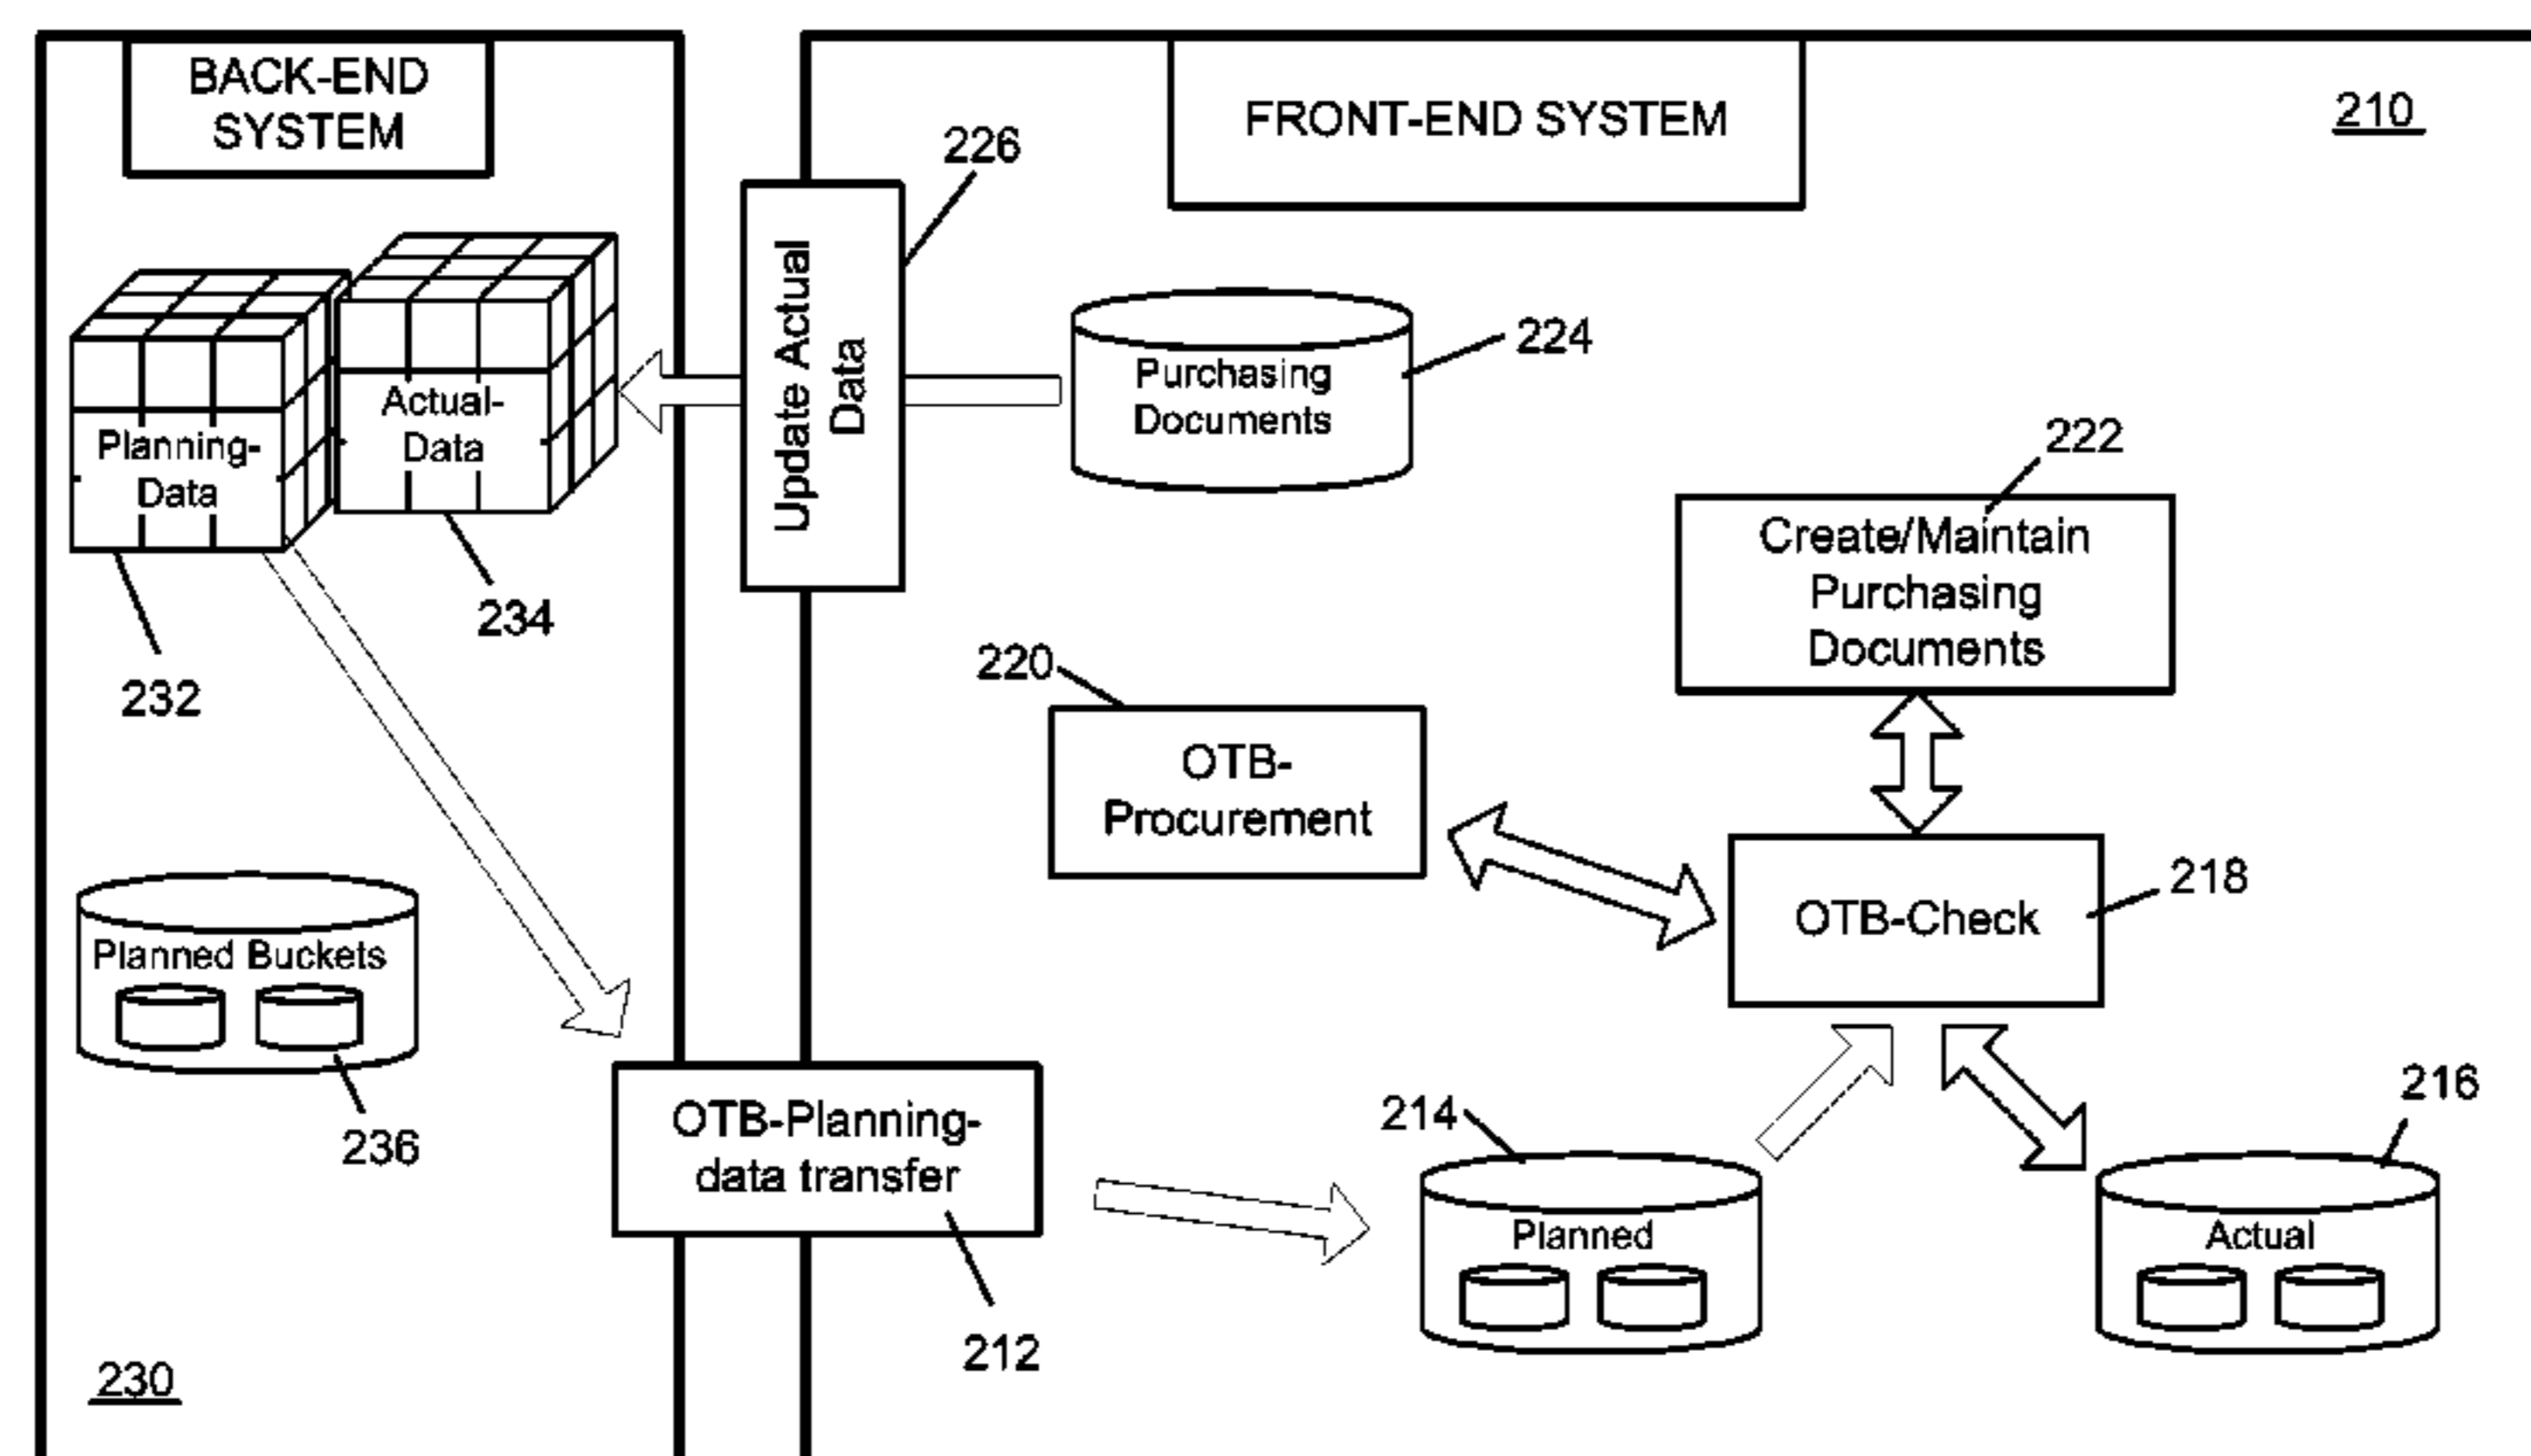 BACK-END
SYSTEM
FRONT-END SYSTEM
210
226
Update Actual
Data
Purchasing
Documents
224
Actual-
Data
Planning-
Data
234
232
222
Create/Maintain
Purchasing
Documents
220
OTB-
Procurement
OTB-Check
218
Planned Buckets
236
OTB-Planning-
data transfer
212
214
Planned
216
Actual
230